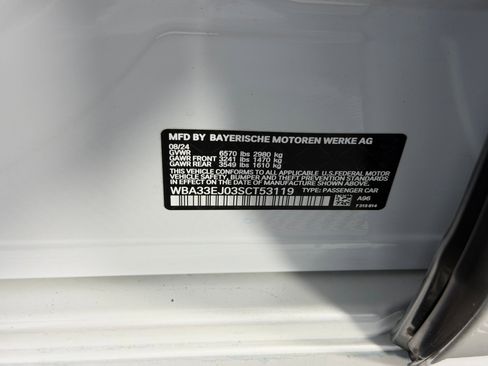 MFD BY BAYERISCHE MOTOREN WERKE AG
08/24
GVWR 6570 lbs 2980 kg
GAWR FRONT 3241 lbs 1470 kg
GAWR REAR 3549 lbs 1610 kg
THIS VEHICLE CONFORMS TO ALL APPLICABLE U.S.FEDERAL MOTOR
VEHICLE SAFETY, BUMPER AND THEFT PREVENTION STANDARDS
IN EFFECT ON THE DATE OF MANUFACTURE SHOWN ABOVE.
WBA33EJ03SCT53119 TYPE: PASSENGER CAR
A96